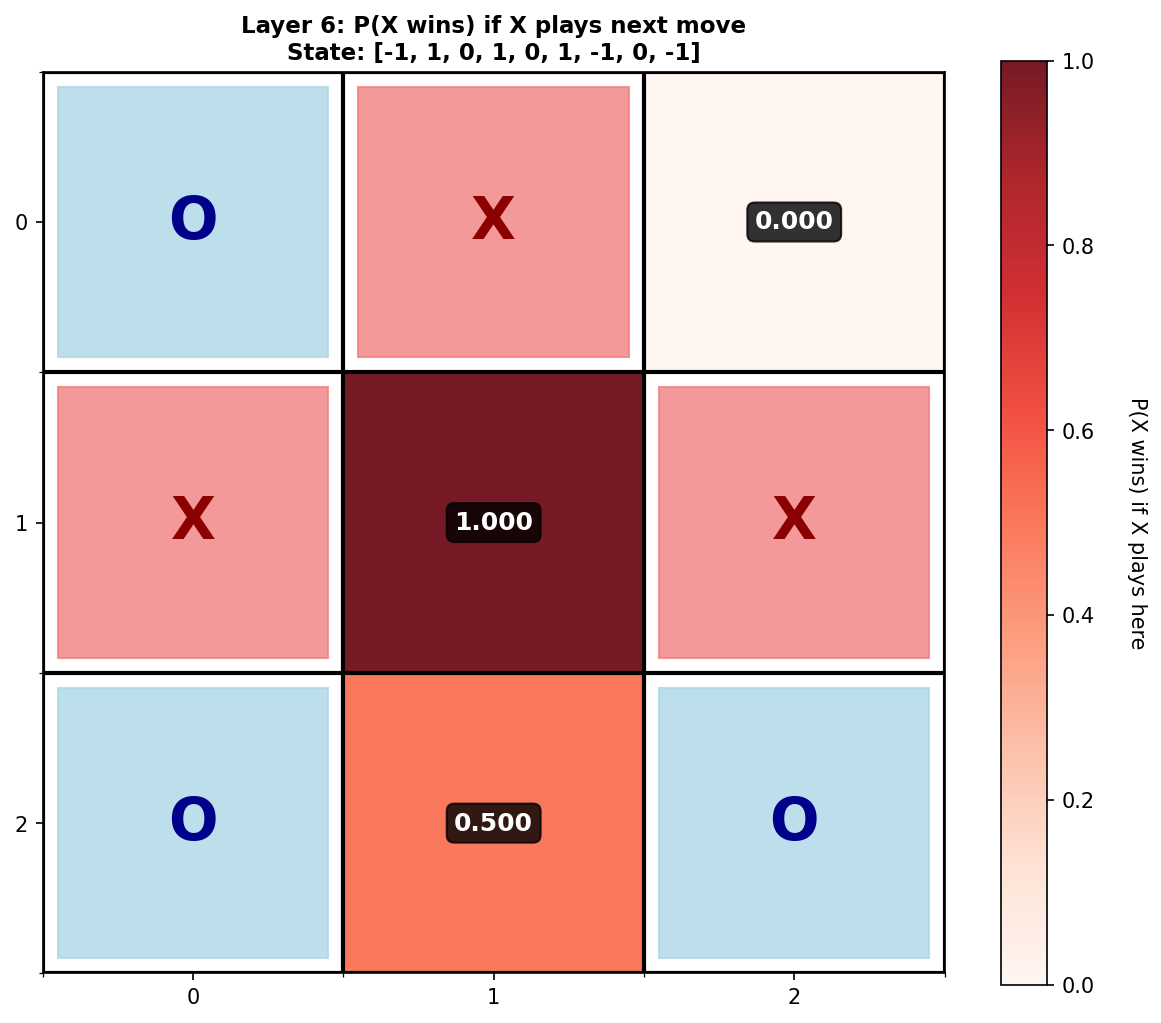 Layer 6: P(X wins) if X plays next move
State: [-1, 1, 0, 1, 0, 1, -1, 0, -1]
0
O
X
0.000
1
X
1.000
X
2
O
0.500
O
0
1
2
1.0
0.8
0.6
0.4
0.2
0.0
P(X wins) if X plays here